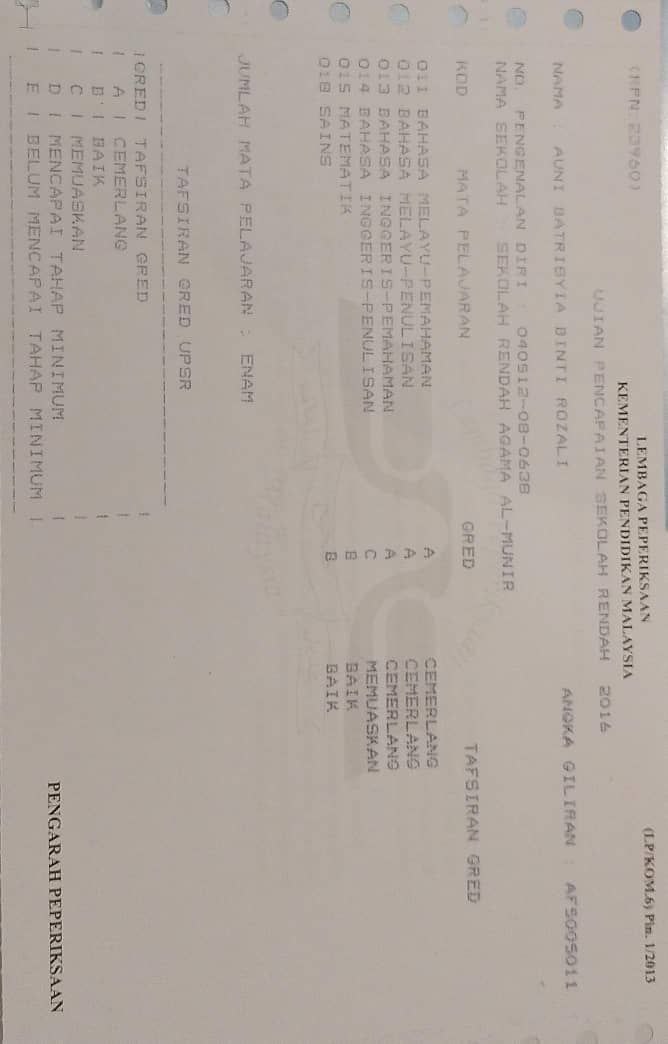 (KPN:23960)
LEMBAGA PEPERIKSAAN
KEMENTERIAN PENDIDIKAN MALAYSIA
(LP/KOM.6) Pin. 1/2013
UJIAN PENCAPAIAN SEKOLAH RENDAH 2016
NAMA : AUNI BATRISYIA BINTI ROZALI
ANGKA GILIRAN : AFS005011
NO. PENGENALAN DIRI : 040512-08-0638
NAMA SEKOLAH : SEKOLAH RENDAH AGAMA AL-MUNIR
KOD MATA PELAJARAN GRED TAFSIRAN GRED
011 BAHASA MELAYU-PEMAHAMAN A CEMERLANG
012 BAHASA MELAYU-PENULISAN A CEMERLANG
013 BAHASA INGGERIS-PEMAHAMAN A CEMERLANG
014 BAHASA INGGERIS-PENULISAN C MEMUASKAN
015 MATEMATIK B BAIK
018 SAINS B BAIK
JUMLAH MATA PELAJARAN : ENAM
TAFSIRAN GRED UPSR
|GRED| TAFSIRAN GRED |
| A | CEMERLANG |
| B | BAIK |
| C | MEMUASKAN |
| D | MENCAPAI TAHAP MINIMUM |
| E | BELUM MENCAPAI TAHAP MINIMUM |
PENGARAH PEPERIKSAAN